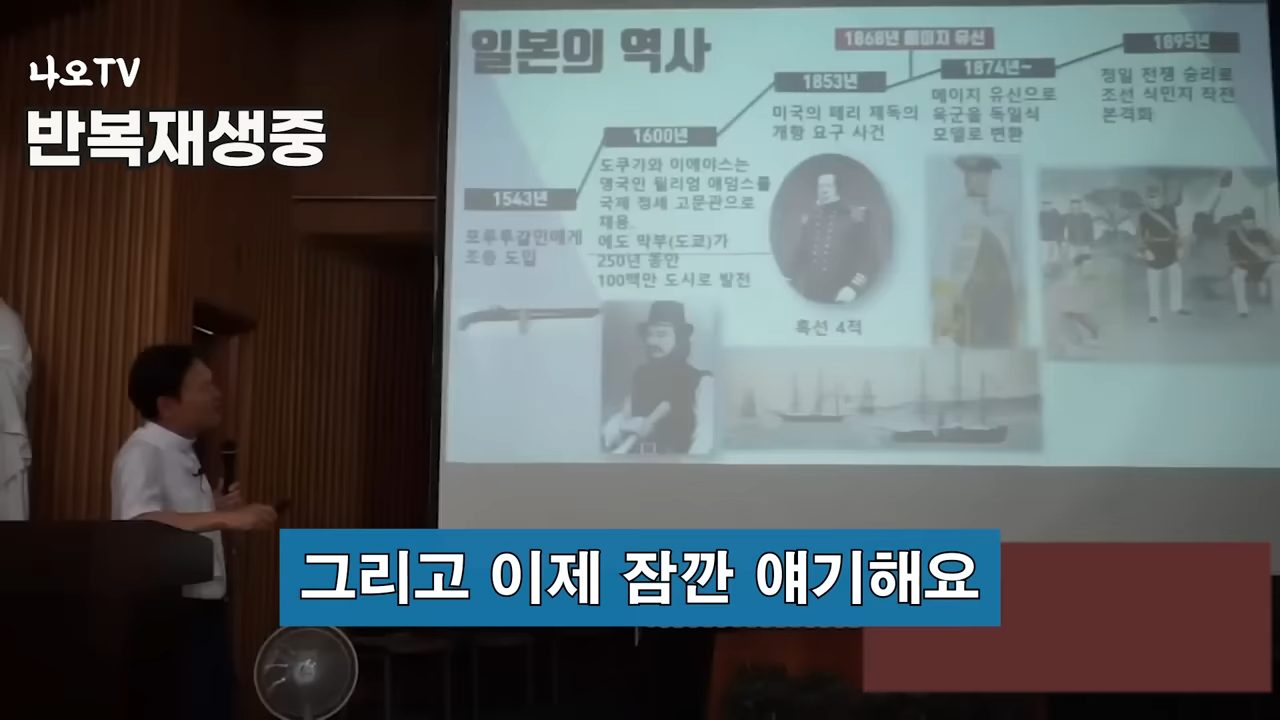 나오TV
반복재생중
일본의 역사
1543년
포루투갈인에게
조총 도입
1600년
도쿠가와 이에야스는
영국인 윌리엄 애덤스를
국제 정세 고문관으로
채용.
에도 막부(도쿄)가
250년 동안
100백만 도시로 발전
1853년
미국의 페리 제독의
개항 요구 사건
흑선 4척
1868년 메이지 유신
1874년~
메이지 유신으로
육군을 독일식
모델로 변환
1895년
청일 전쟁 승리로
조선 식민지 작전
본격화
그리고 이제 잠깐 얘기해요